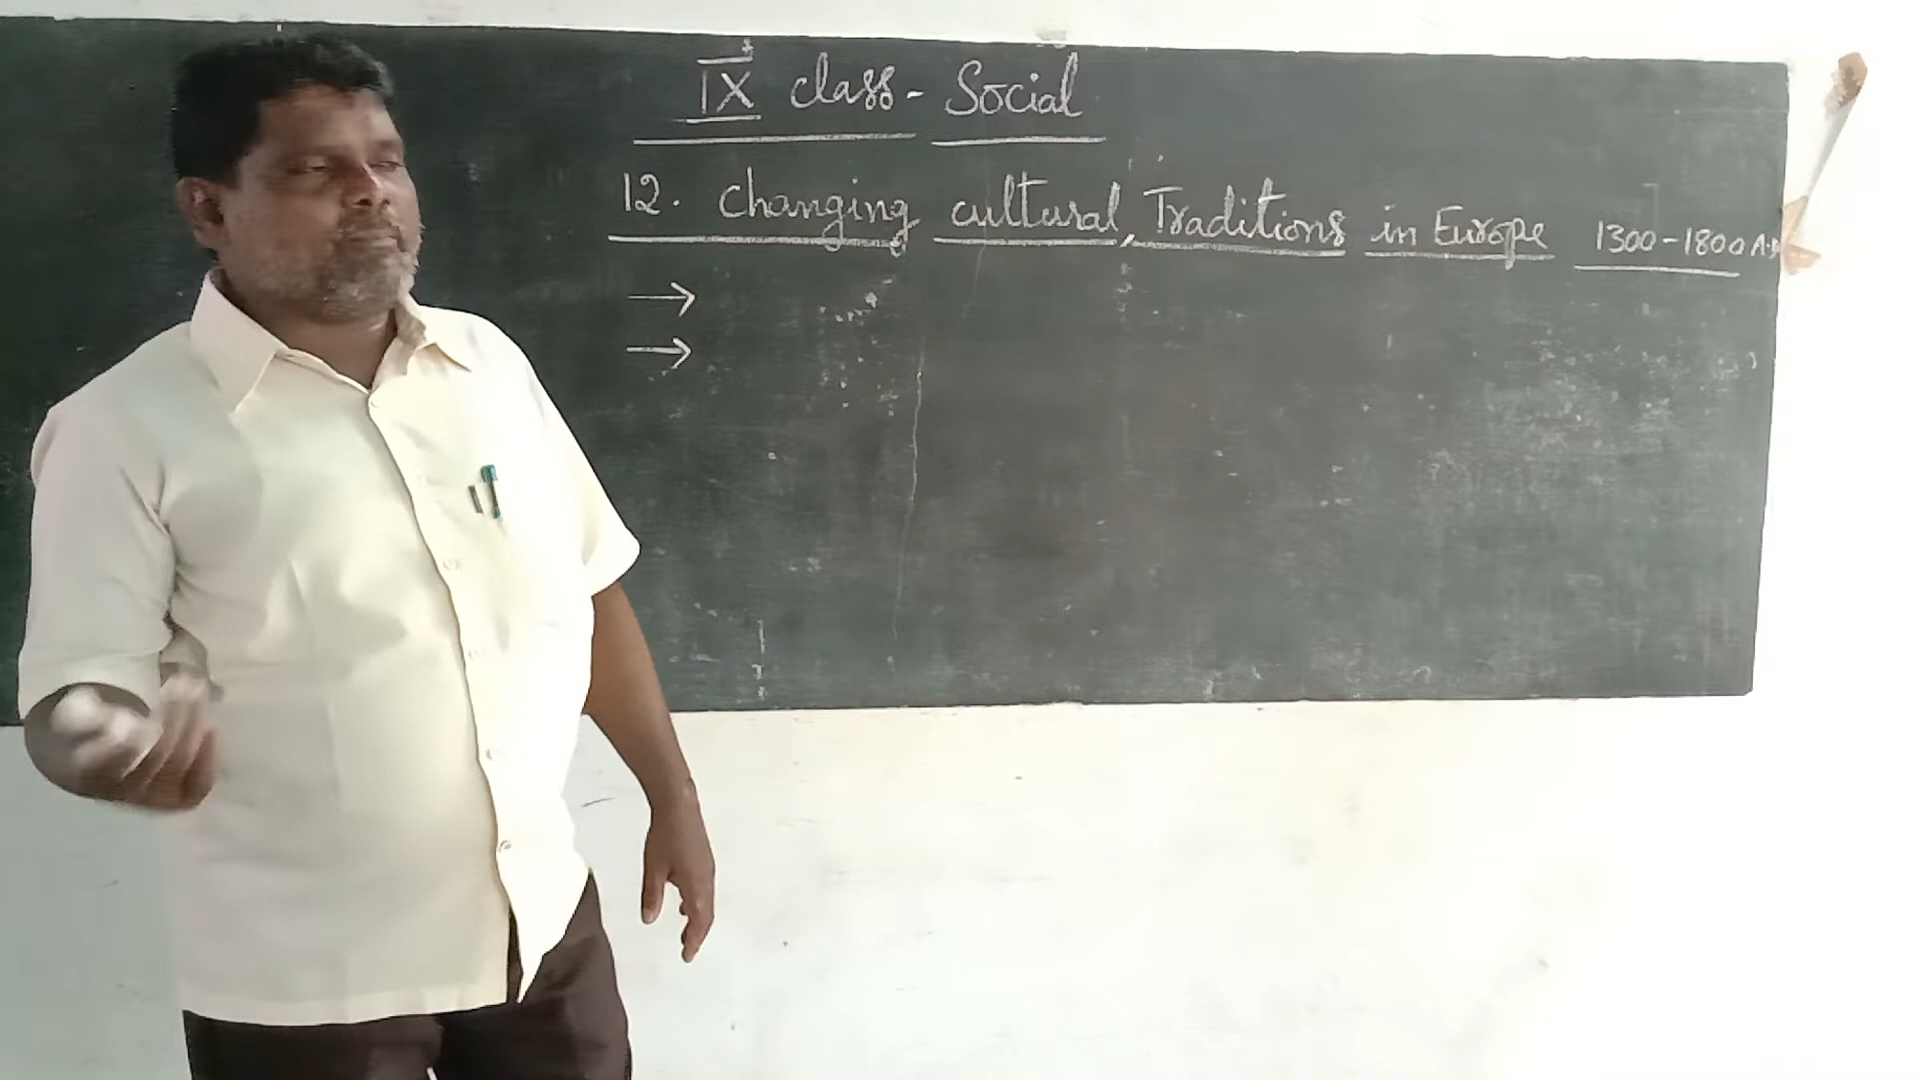 IX class - Social
12. Changing cultural, Traditions in Europe 1300-1800 A.D
→
→